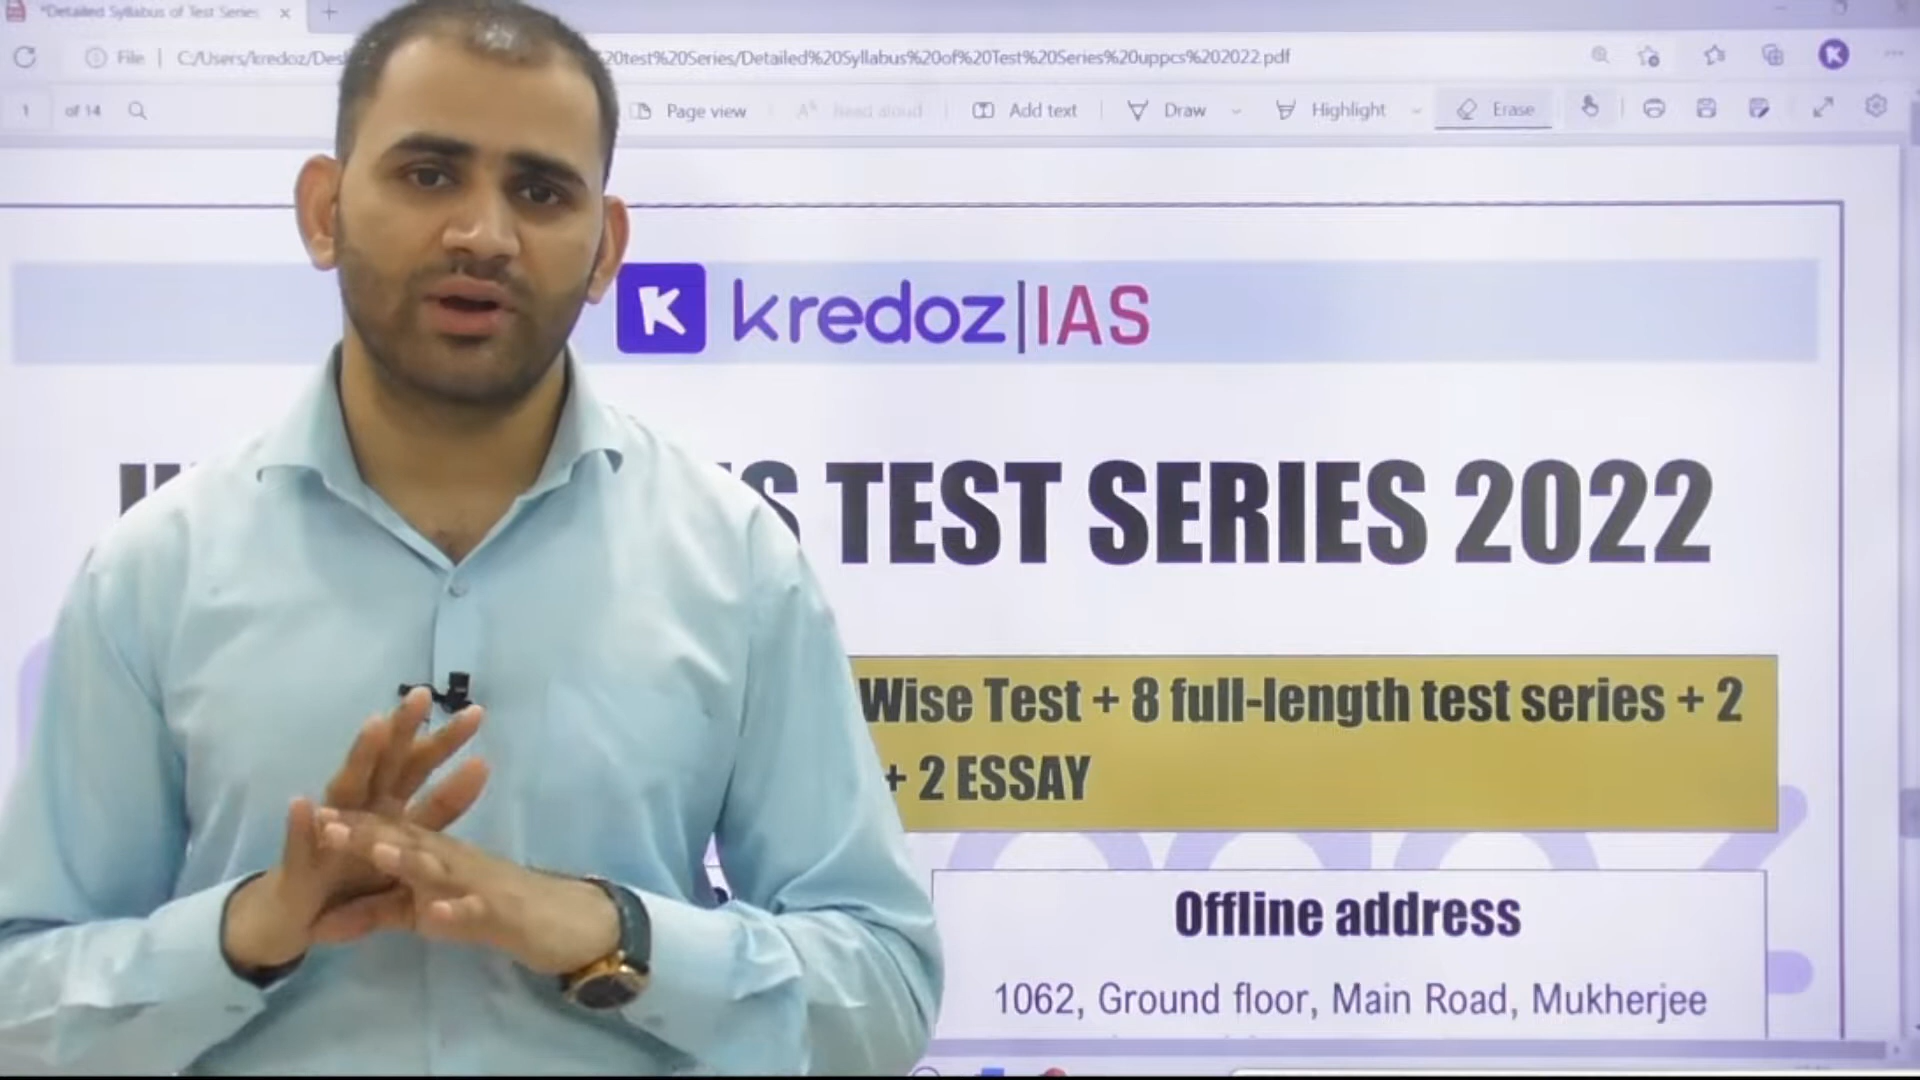 *Detailed Syllabus of Test Series
File | C:/Users/kredoz/Des
20test%20Series/Detailed%20Syllabus%20of%20Test%20Series%20uppcs%202022.pdf
1 of 14
Page view
Read aloud
Add text
Draw
Highlight
Erase
K kredoz|IAS
S TEST SERIES 2022
Wise Test + 8 full-length test series + 2
+ 2 ESSAY
Offline address
1062, Ground floor, Main Road, Mukherjee